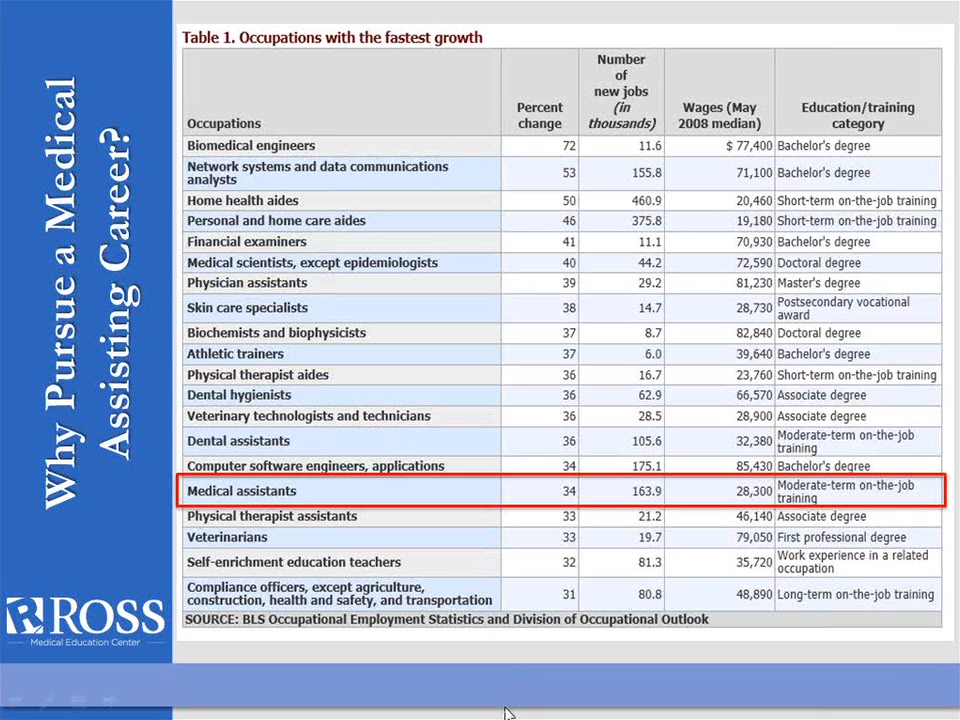 Why Pursue a Medical
Assisting Career?
ROSS
Medical Education Center
Table 1. Occupations with the fastest growth
Occupations Percent change Number of new jobs (in thousands) Wages (May 2008 median) Education/training category
Biomedical engineers 72 11.6 $ 77,400 Bachelor's degree
Network systems and data communications analysts 53 155.8 71,100 Bachelor's degree
Home health aides 50 460.9 20,460 Short-term on-the-job training
Personal and home care aides 46 375.8 19,180 Short-term on-the-job training
Financial examiners 41 11.1 70,930 Bachelor's degree
Medical scientists, except epidemiologists 40 44.2 72,590 Doctoral degree
Physician assistants 39 29.2 81,230 Master's degree
Skin care specialists 38 14.7 28,730 Postsecondary vocational award
Biochemists and biophysicists 37 8.7 82,840 Doctoral degree
Athletic trainers 37 6.0 39,640 Bachelor's degree
Physical therapist aides 36 16.7 23,760 Short-term on-the-job training
Dental hygienists 36 62.9 66,570 Associate degree
Veterinary technologists and technicians 36 28.5 28,900 Associate degree
Dental assistants 36 105.6 32,380 Moderate-term on-the-job training
Computer software engineers, applications 34 175.1 85,430 Bachelor's degree
Medical assistants 34 163.9 28,300 Moderate-term on-the-job training
Physical therapist assistants 33 21.2 46,140 Associate degree
Veterinarians 33 19.7 79,050 First professional degree
Self-enrichment education teachers 32 81.3 35,720 Work experience in a related occupation
Compliance officers, except agriculture, construction, health and safety, and transportation 31 80.8 48,890 Long-term on-the-job training
SOURCE: BLS Occupational Employment Statistics and Division of Occupational Outlook